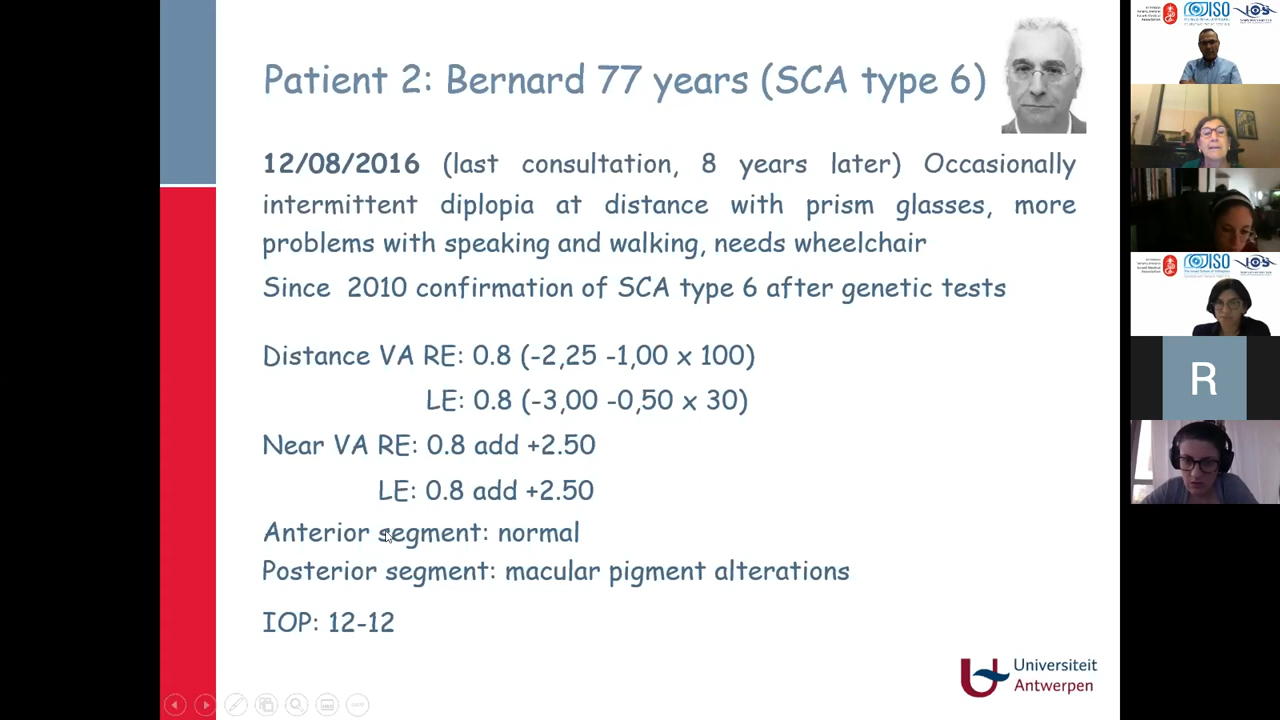 Patient 2: Bernard 77 years (SCA type 6)
12/08/2016 (last consultation, 8 years later) Occasionally
intermittent diplopia at distance with prism glasses, more
problems with speaking and walking, needs wheelchair
Since 2010 confirmation of SCA type 6 after genetic tests
Distance VA RE: 0.8 (-2,25 -1,00 x 100)
LE: 0.8 (-3,00 -0,50 x 30)
Near VA RE: 0.8 add +2.50
LE: 0.8 add +2.50
Anterior segment: normal
Posterior segment: macular pigment alterations
IOP: 12-12
Universiteit
Antwerpen
ISO
IOS
R
ISO
IOS